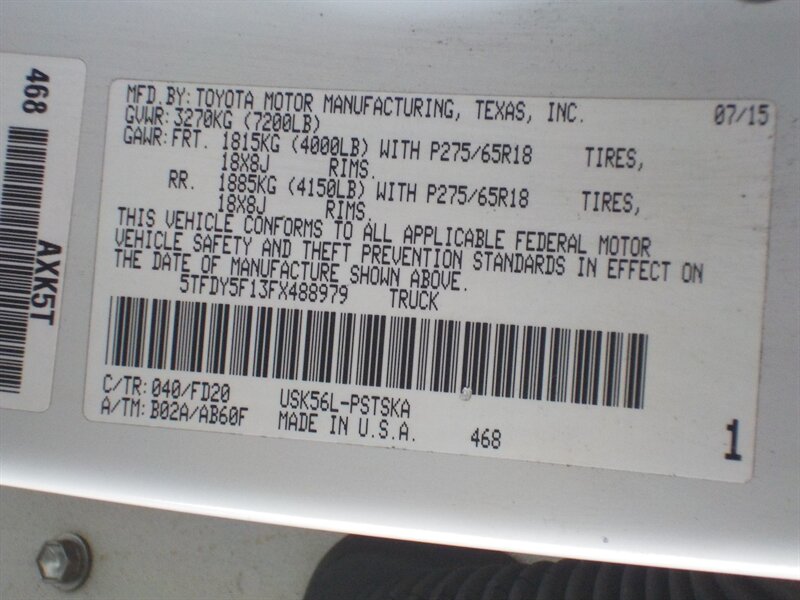 468
AXK5T
MFD.BY:TOYOTA MOTOR MANUFACTURING, TEXAS, INC. 07/15
GVWR:3270KG (7200LB)
GAWR:FRT. 1815KG (4000LB) WITH P275/65R18 TIRES,
18X8J RIMS.
RR. 1885KG (4150LB) WITH P275/65R18 TIRES,
18X8J RIMS.
THIS VEHICLE CONFORMS TO ALL APPLICABLE FEDERAL MOTOR
VEHICLE SAFETY AND THEFT PREVENTION STANDARDS IN EFFECT ON
THE DATE OF MANUFACTURE SHOWN ABOVE.
5TFDY5F13FX488979 TRUCK
C/TR:040/FD20 USK56L-PSTSKA
A/TM:B02A/AB60F MADE IN U.S.A. 468 1